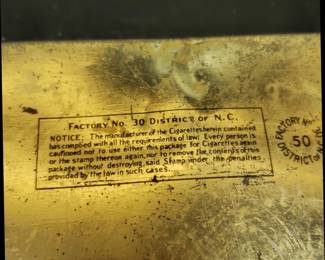 FACTORY No. 30 DISTRICT OF N.C.
NOTICE: The manufacturer of the Cigarettes herein contained
has complied with all the requirements of law. Every person is
cautioned not to use either this package for Cigarettes again
or the stamp thereon again, nor to remove the contents of this
package without destroying, said Stamp under the penalties
provided by the law in such cases.
FACTORY No.
50
DISTRICT OF N.C.